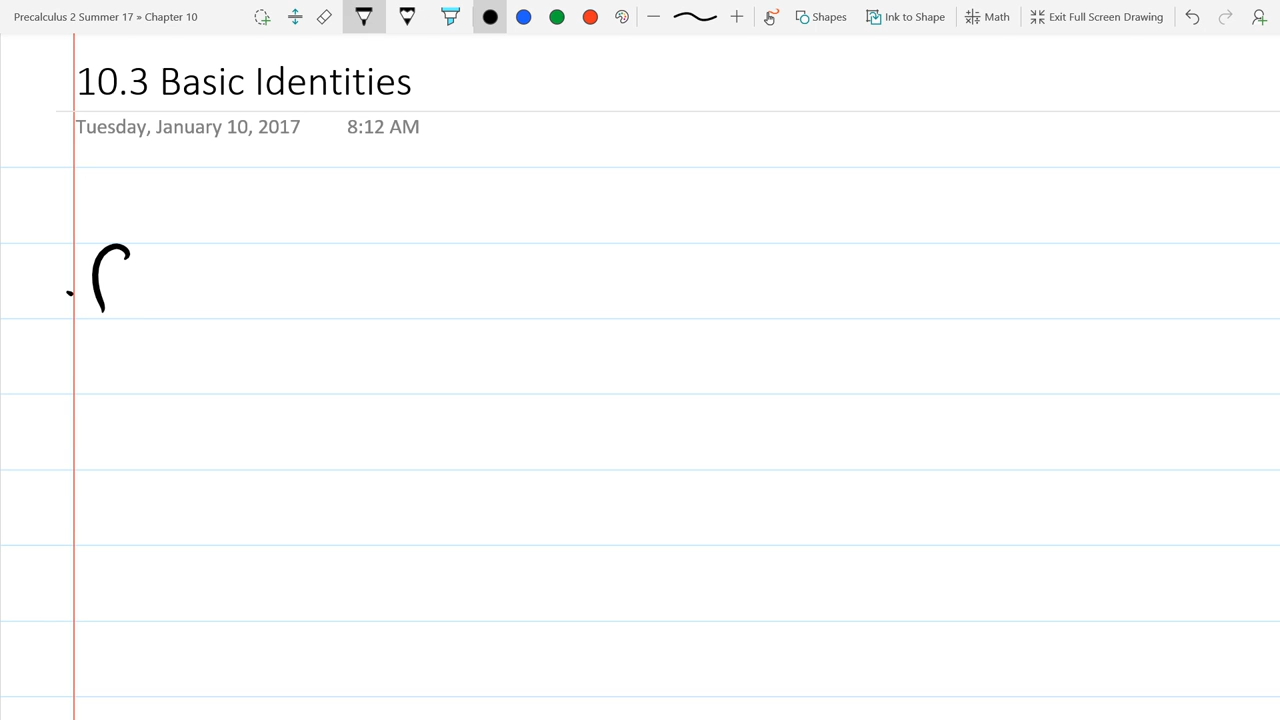 Precalculus 2 Summer 17 » Chapter 10
Shapes
Ink to Shape
Math
Exit Full Screen Drawing
10.3 Basic Identities
Tuesday, January 10, 2017 8:12 AM